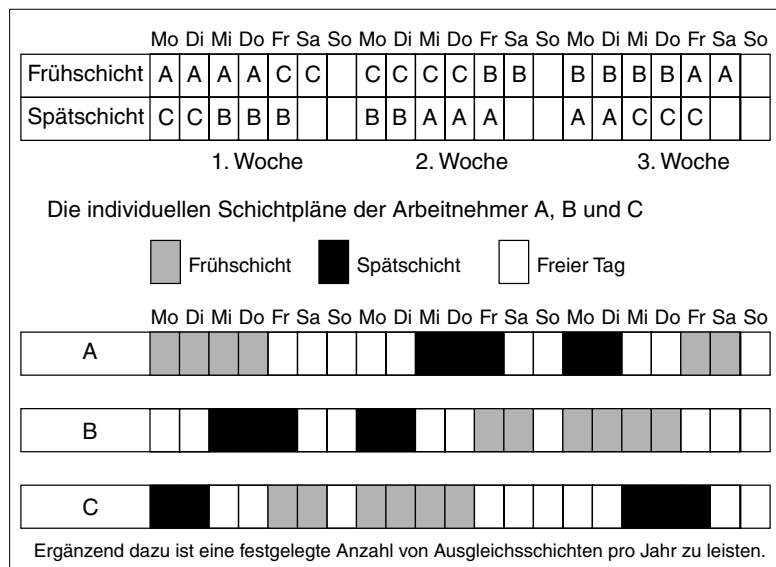 Mo Di Mi Do Fr Sa So Mo Di Mi Do Fr Sa So Mo Di Mi Do Fr Sa So
Frühschicht A A A A C C C C C C B B B B B B A A
Spätschicht C C B B B B B A A A A A C C C
1. Woche 2. Woche 3. Woche
Die individuellen Schichtpläne der Arbeitnehmer A, B und C
Frühschicht Spätschicht Freier Tag
Mo Di Mi Do Fr Sa So Mo Di Mi Do Fr Sa So Mo Di Mi Do Fr Sa So
A
B
C
Ergänzend dazu ist eine festgelegte Anzahl von Ausgleichsschichten pro Jahr zu leisten.